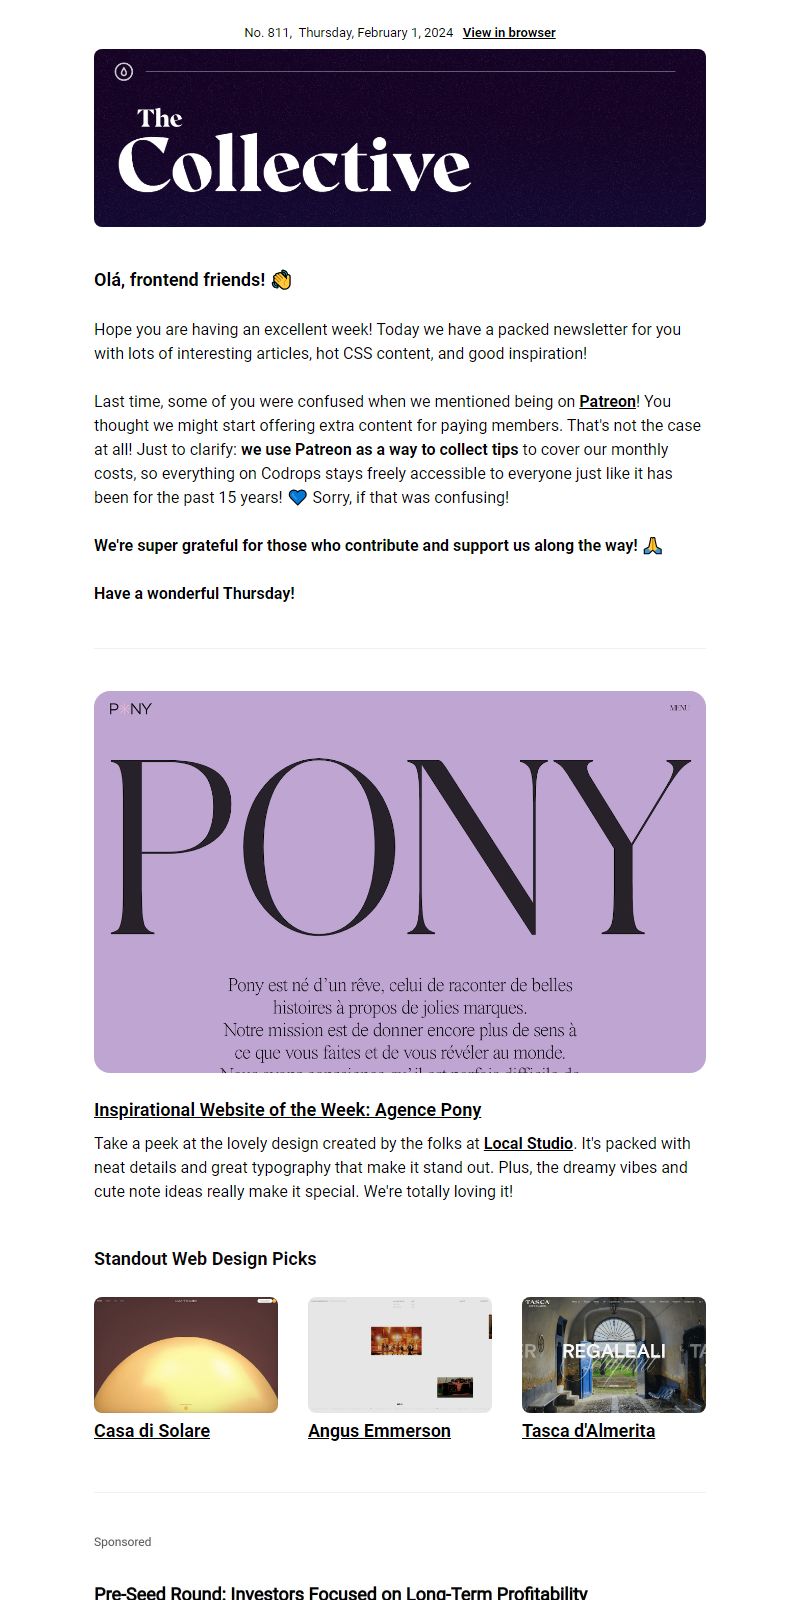 No. 811, Thursday, February 1, 2024 View in browser
The
Collective
Olá, frontend friends! 👏
Hope you are having an excellent week! Today we have a packed newsletter for you
with lots of interesting articles, hot CSS content, and good inspiration!
Last time, some of you were confused when we mentioned being on Patreon! You
thought we might start offering extra content for paying members. That's not the case
at all! Just to clarify: we use Patreon as a way to collect tips to cover our monthly
costs, so everything on Codrops stays freely accessible to everyone just like it has
been for the past 15 years! 💙 Sorry, if that was confusing!
We're super grateful for those who contribute and support us along the way! 🙏
Have a wonderful Thursday!
PONY
MENU
PONY
Pony est né d’un rêve, celui de raconter de belles
histoires à propos de jolies marques.
Notre mission est de donner encore plus de sens à
ce que vous faites et de vous révéler au monde.
Inspirational Website of the Week: Agence Pony
Take a peek at the lovely design created by the folks at Local Studio. It's packed with
neat details and great typography that make it stand out. Plus, the dreamy vibes and
cute note ideas really make it special. We're totally loving it!
Standout Web Design Picks
TASCA
REGALEALI
Casa di Solare
Angus Emmerson
Tasca d'Almerita
Sponsored
Pre-Seed Round: Investors Focused on Long-Term Profitability